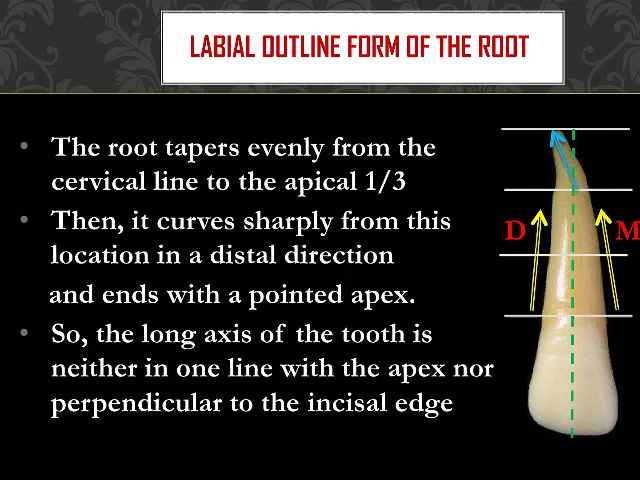 LABIAL OUTLINE FORM OF THE ROOT
• The root tapers evenly from the
cervical line to the apical 1/3
• Then, it curves sharply from this
location in a distal direction
and ends with a pointed apex.
• So, the long axis of the tooth is
neither in one line with the apex nor
perpendicular to the incisal edge
D
M